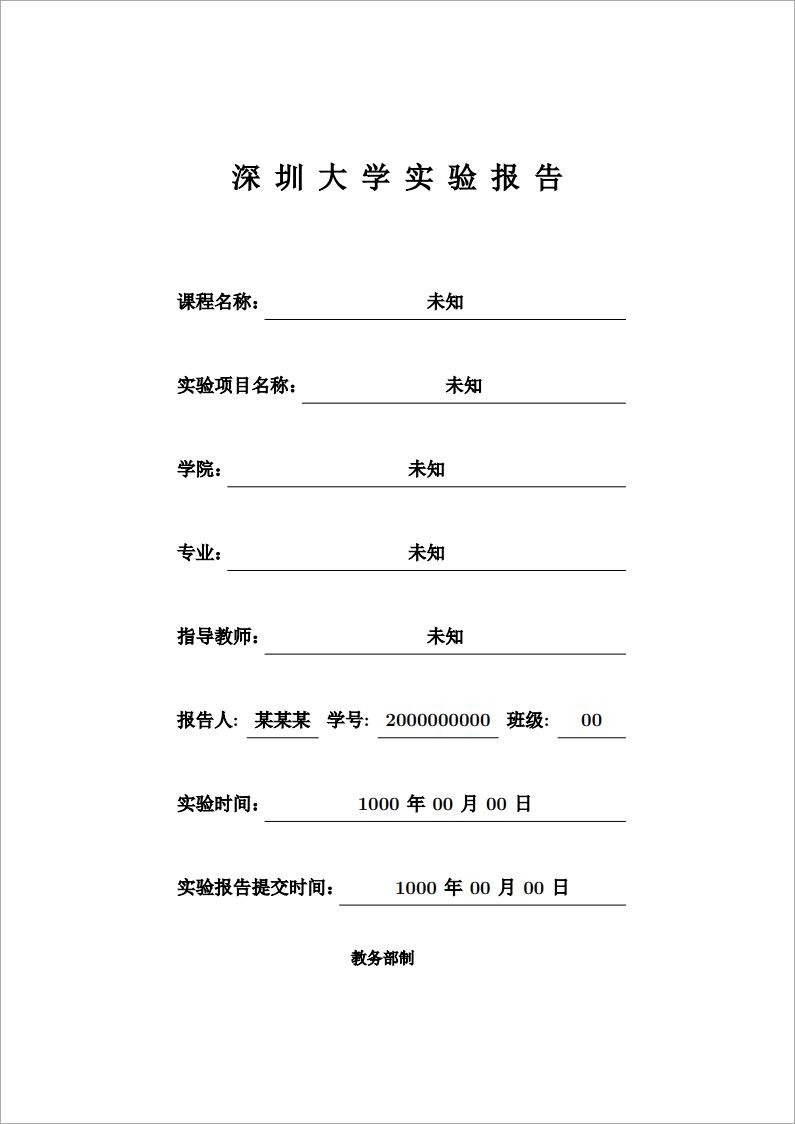 深 圳 大 学 实 验 报 告
课程名称： 未知
实验项目名称： 未知
学院： 未知
专业： 未知
指导教师： 未知
报告人: 某某某 学号: 2000000000 班级: 00
实验时间： 1000 年 00 月 00 日
实验报告提交时间： 1000 年 00 月 00 日
教务部制